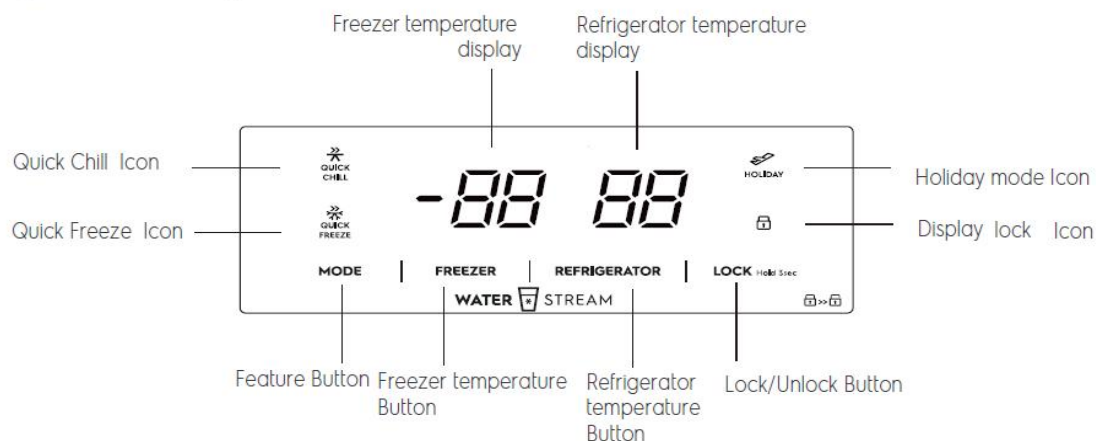 Freezer temperature
display
Refrigerator temperature
display
Quick Chill Icon
QUICK
CHILL
-88 88
HOLIDAY
Holiday mode Icon
Quick Freeze Icon
QUICK
FREEZE
Display lock Icon
MODE FREEZER REFRIGERATOR LOCK Hold 5sec
WATER STREAM
Feature Button
Freezer temperature
Button
Refrigerator
temperature
Button
Lock/Unlock Button